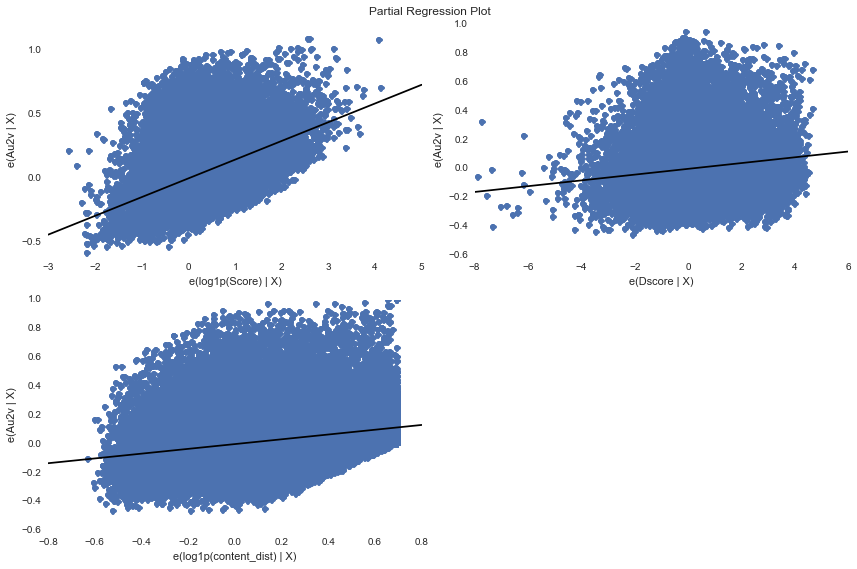 Partial Regression Plot
1.0
0.5
0.0
−0.5
e(Au2v | X)
−3 −2 −1 0 1 2 3 4 5
e(log1p(Score) | X)
1.0
0.8
0.6
0.4
0.2
0.0
−0.2
−0.4
−0.6
e(Au2v | X)
−8 −6 −4 −2 0 2 4 6
e(Dscore | X)
1.0
0.8
0.6
0.4
0.2
0.0
−0.2
−0.4
−0.6
e(Au2v | X)
−0.8 −0.6 −0.4 −0.2 0.0 0.2 0.4 0.6 0.8
e(log1p(content_dist) | X)